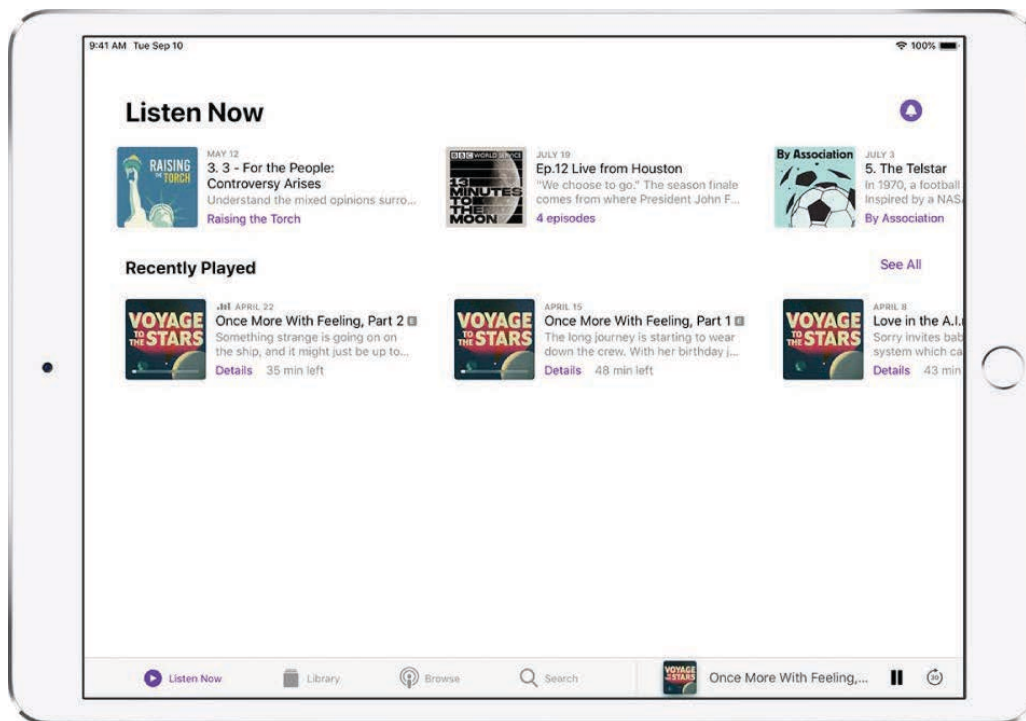 9:41 AM Tue Sep 10
100%
Listen Now
RAISING
THE TORCH
MAY 12
3. 3 - For the People:
Controversy Arises
Understand the mixed opinions surro...
Raising the Torch
BBC WORLD SERVICE
13
MINUTES
TO
THE
MOON
JULY 19
Ep.12 Live from Houston
"We choose to go." The season finale
comes from where President John F...
4 episodes
By Association
JULY 3
5. The Telstar
In 1970, a football
Inspired by a NAS
By Association
Recently Played
See All
VOYAGE
TO THE STARS
APRIL 22
Once More With Feeling, Part 2 E
Something strange is going on on
the ship, and it might just be up to...
Details 35 min left
VOYAGE
TO THE STARS
APRIL 15
Once More With Feeling, Part 1 E
The long journey is starting to wear
down the crew. With her birthday j...
Details 48 min left
VOYAGE
TO THE STARS
APRIL 8
Love in the A.I.
Sorry invites bab
system which ca
Details 43 min
Listen Now
Library
Browse
Search
VOYAGE
TO THE STARS
Once More With Feeling,...
30